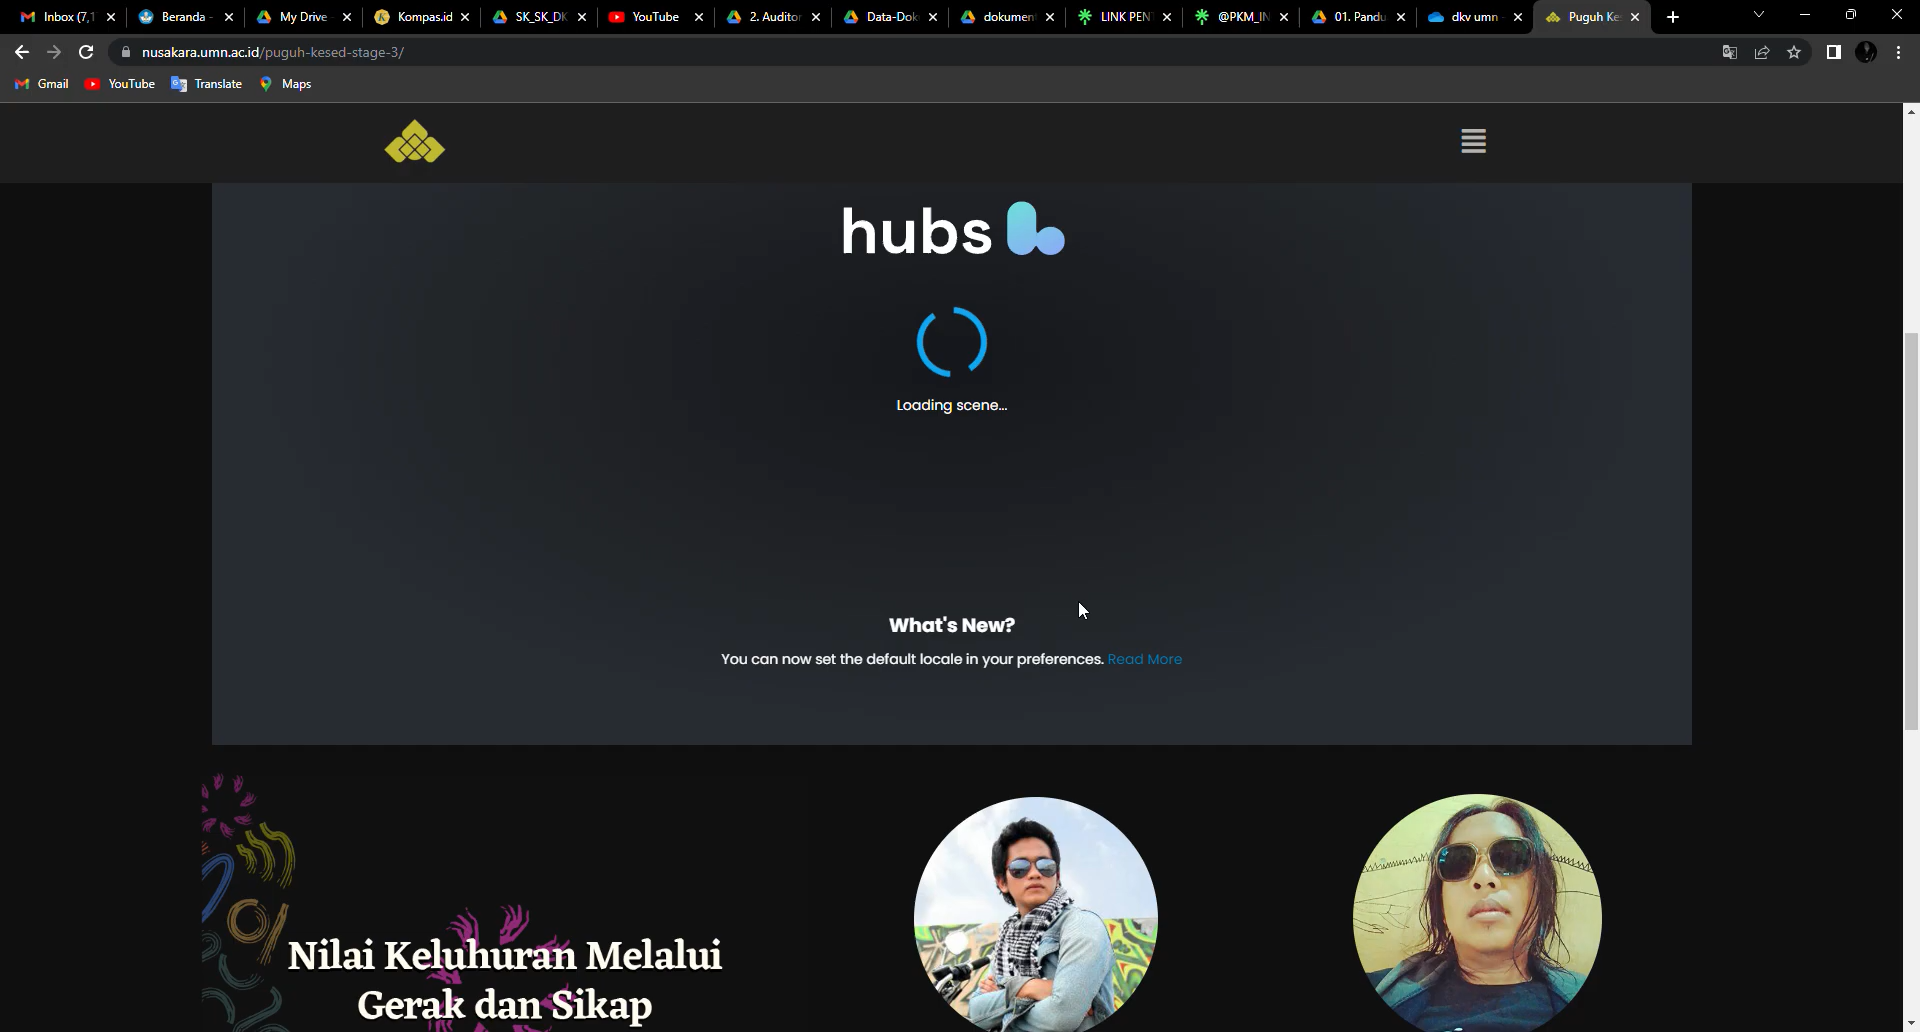 Inbox (7,1
Beranda -
My Drive -
Kompas.id
SK_SK_DK
YouTube
2. Auditor
Data-Dok
dokumen
LINK PENT
@PKM_IN
01. Pandu
dkv umn -
Puguh Ke
nusakara.umn.ac.id/puguh-kesed-stage-3/
Gmail
YouTube
Translate
Maps
hubs
Loading scene...
What's New?
You can now set the default locale in your preferences. Read More
Nilai Keluhuran Melalui
Gerak dan Sikap